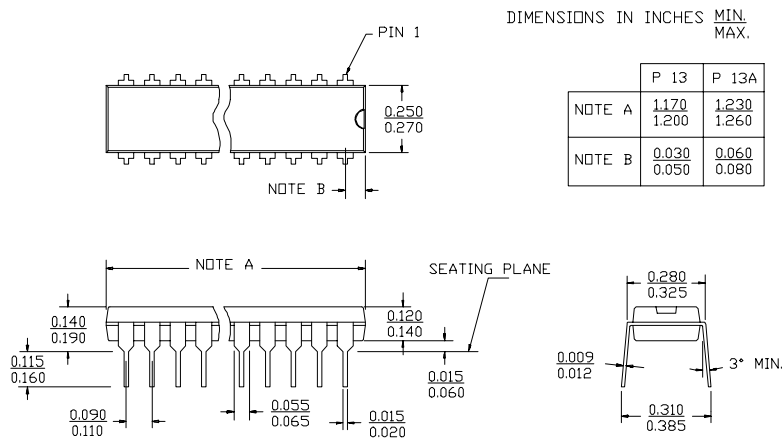 DIMENSIONS IN INCHES MIN.
MAX.
PIN 1
P 13 P 13A
NOTE A 1.170 1.230
1.200 1.260
NOTE B 0.030 0.060
0.050 0.080
0.250
0.270
NOTE B
NOTE A
SEATING PLANE
0.280
0.325
0.140
0.190
0.120
0.140
0.115
0.160
0.015
0.060
0.009
0.012
3° MIN.
0.090
0.110
0.055
0.065
0.015
0.020
0.310
0.385